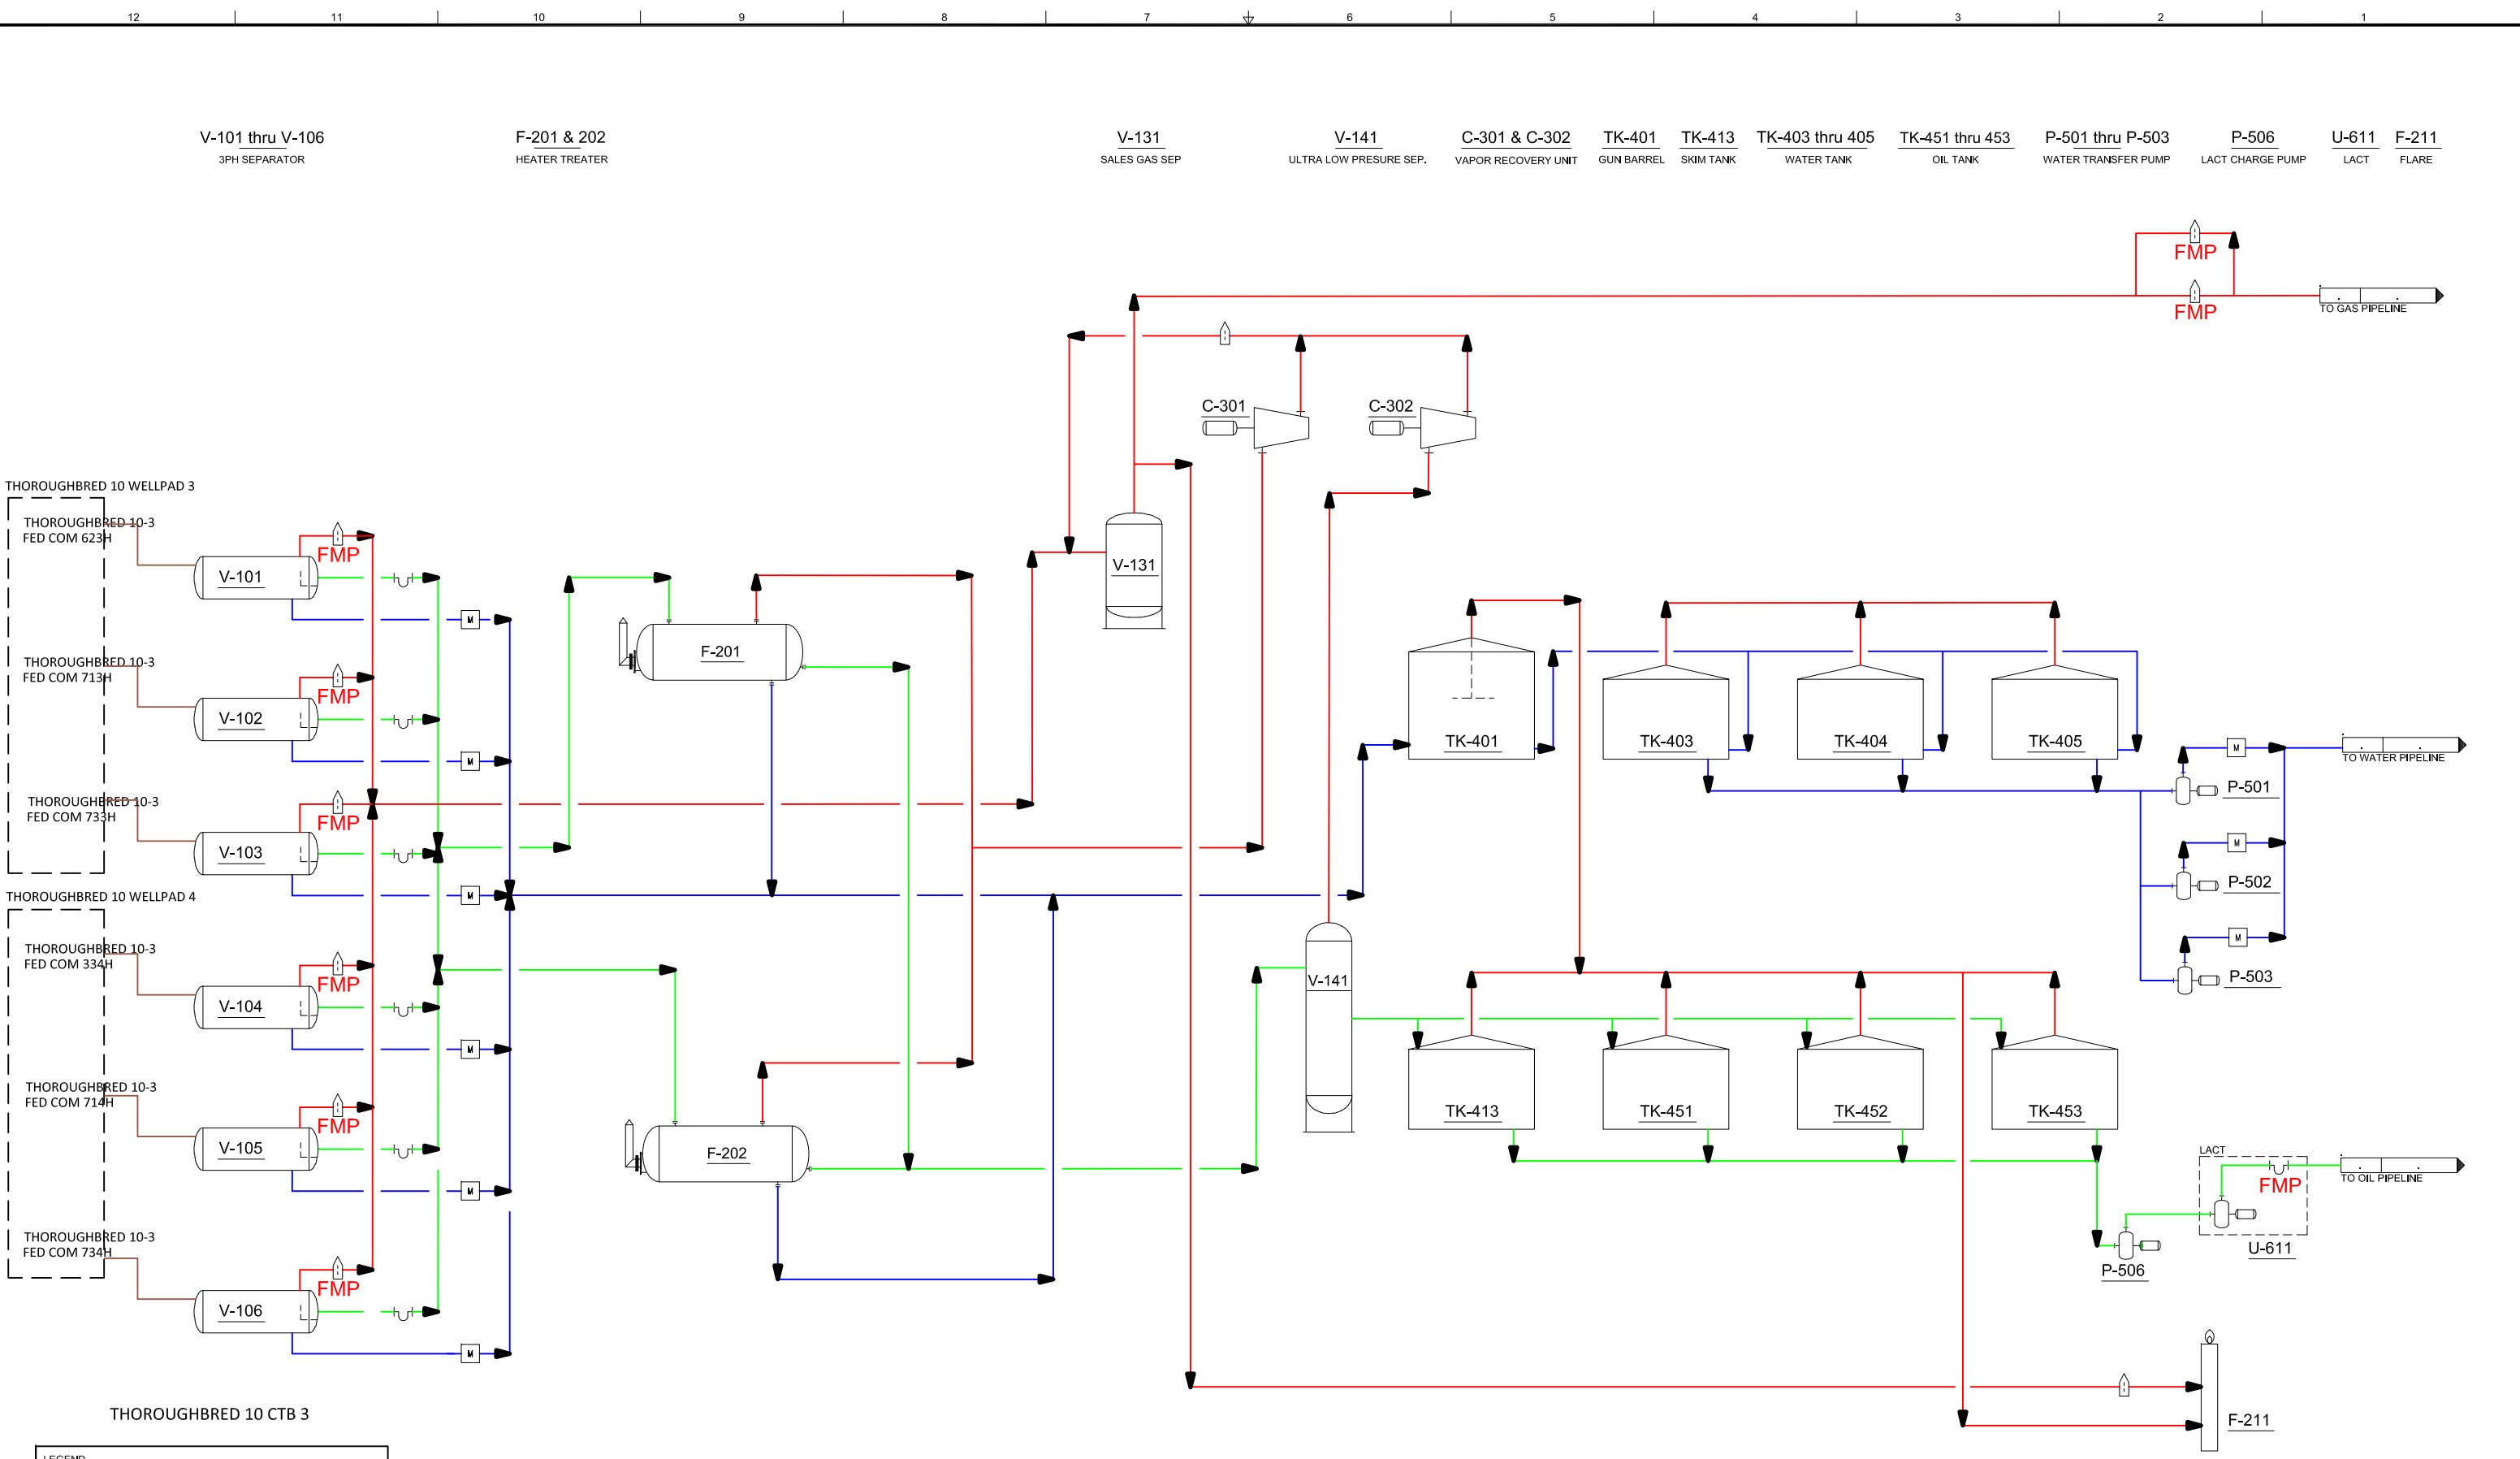 12 11 10 9 8 7 6 5 4 3 2 1
V-101 thru V-106
3PH SEPARATOR
F-201 & 202
HEATER TREATER
V-131
SALES GAS SEP
V-141
ULTRA LOW PRESURE SEP.
C-301 & C-302
VAPOR RECOVERY UNIT
TK-401
GUN BARREL
TK-413
SKIM TANK
TK-403 thru 405
WATER TANK
TK-451 thru 453
OIL TANK
P-501 thru P-503
WATER TRANSFER PUMP
P-506
LACT CHARGE PUMP
U-611
LACT
F-211
FLARE
FMP
FMP
TO GAS PIPELINE
C-301
C-302
THOROUGHBRED 10 WELLPAD 3
THOROUGHBRED 10-3
FED COM 623H
FMP
V-101
M
THOROUGHBRED 10-3
FED COM 713H
FMP
V-102
M
THOROUGHBRED 10-3
FED COM 733H
FMP
V-103
M
THOROUGHBRED 10 WELLPAD 4
THOROUGHBRED 10-3
FED COM 334H
FMP
V-104
M
THOROUGHBRED 10-3
FED COM 714H
FMP
V-105
M
THOROUGHBRED 10-3
FED COM 734H
FMP
V-106
M
F-201
F-202
V-131
V-141
TK-401
TK-403
TK-404
TK-405
M
TO WATER PIPELINE
P-501
M
P-502
M
P-503
TK-413
TK-451
TK-452
TK-453
LACT
FMP
TO OIL PIPELINE
U-611
P-506
F-211
THOROUGHBRED 10 CTB 3
LEGEND